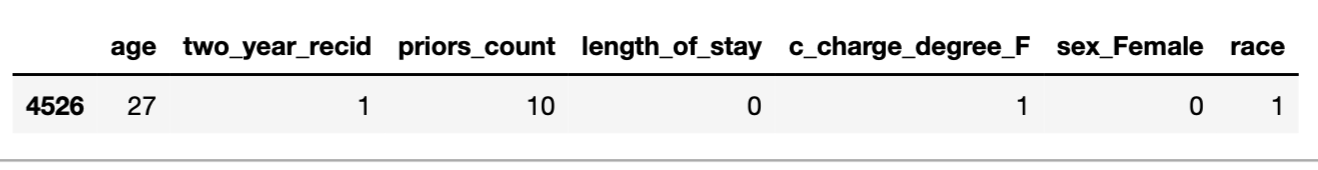 age two_year_recid priors_count length_of_stay c_charge_degree_F sex_Female race
4526 27 1 10 0 1 0 1